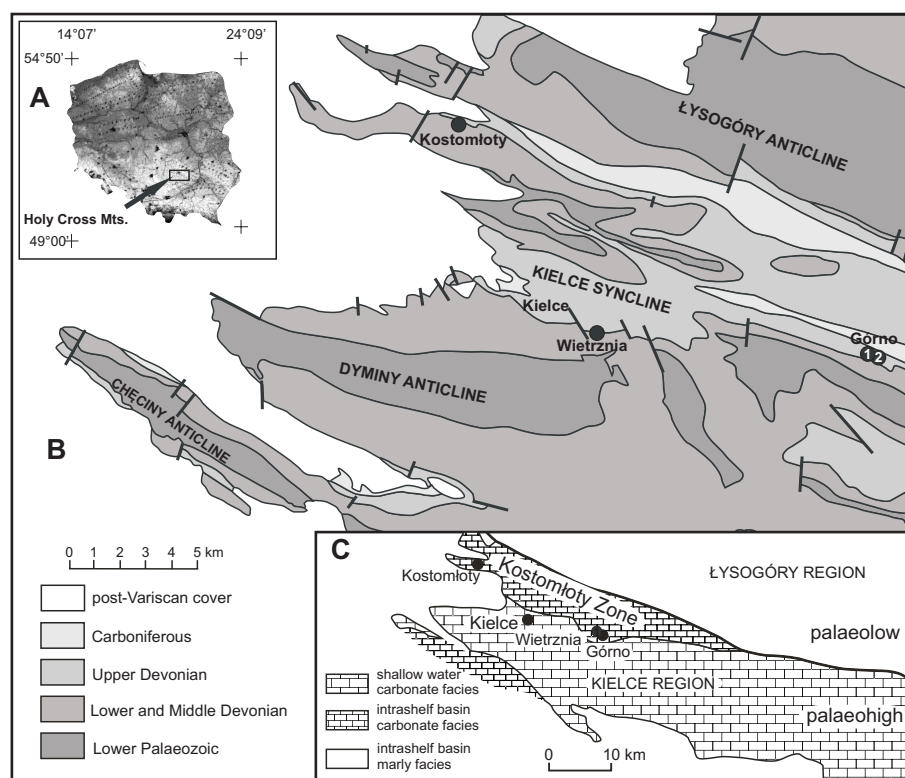 14°07'
24°09'
54°50'
A
Holy Cross Mts.
49°00'
Kostomłoty
ŁYSOGÓRY ANTICLINE
KIELCE SYNCLINE
Kielce
Wietrznia
Górno
1 2
DYMINY ANTICLINE
CHĘCINY ANTICLINE
B
0 1 2 3 4 5 km
post-Variscan cover
Carboniferous
Upper Devonian
Lower and Middle Devonian
Lower Palaeozoic
C
Kostomłoty
Kostomłoty Zone
ŁYSOGÓRY REGION
Kielce
Wietrznia
Górno
palaeolow
KIELCE REGION
palaeohigh
shallow water
carbonate facies
intrashelf basin
carbonate facies
intrashelf basin
marly facies
0 10 km